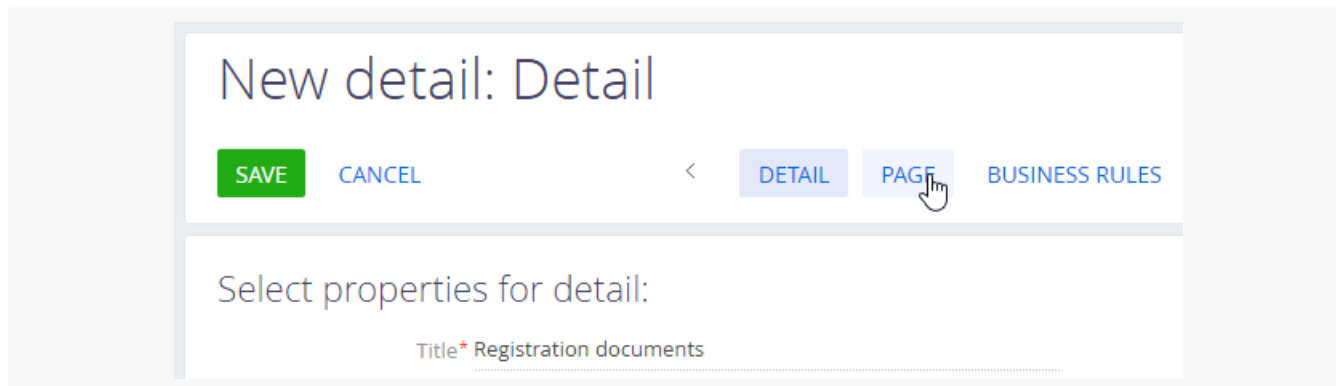 New detail: Detail
SAVE CANCEL < DETAIL PAGE BUSINESS RULES
Select properties for detail:
Title* Registration documents